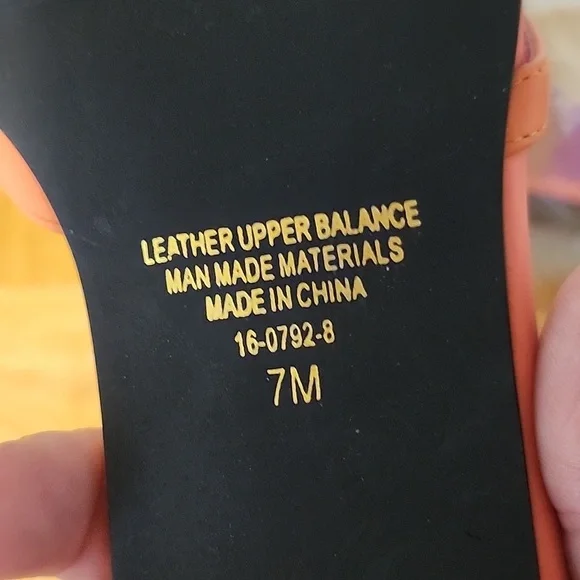 LEATHER UPPER BALANCE
MAN MADE MATERIALS
MADE IN CHINA
16-0792-8
7M